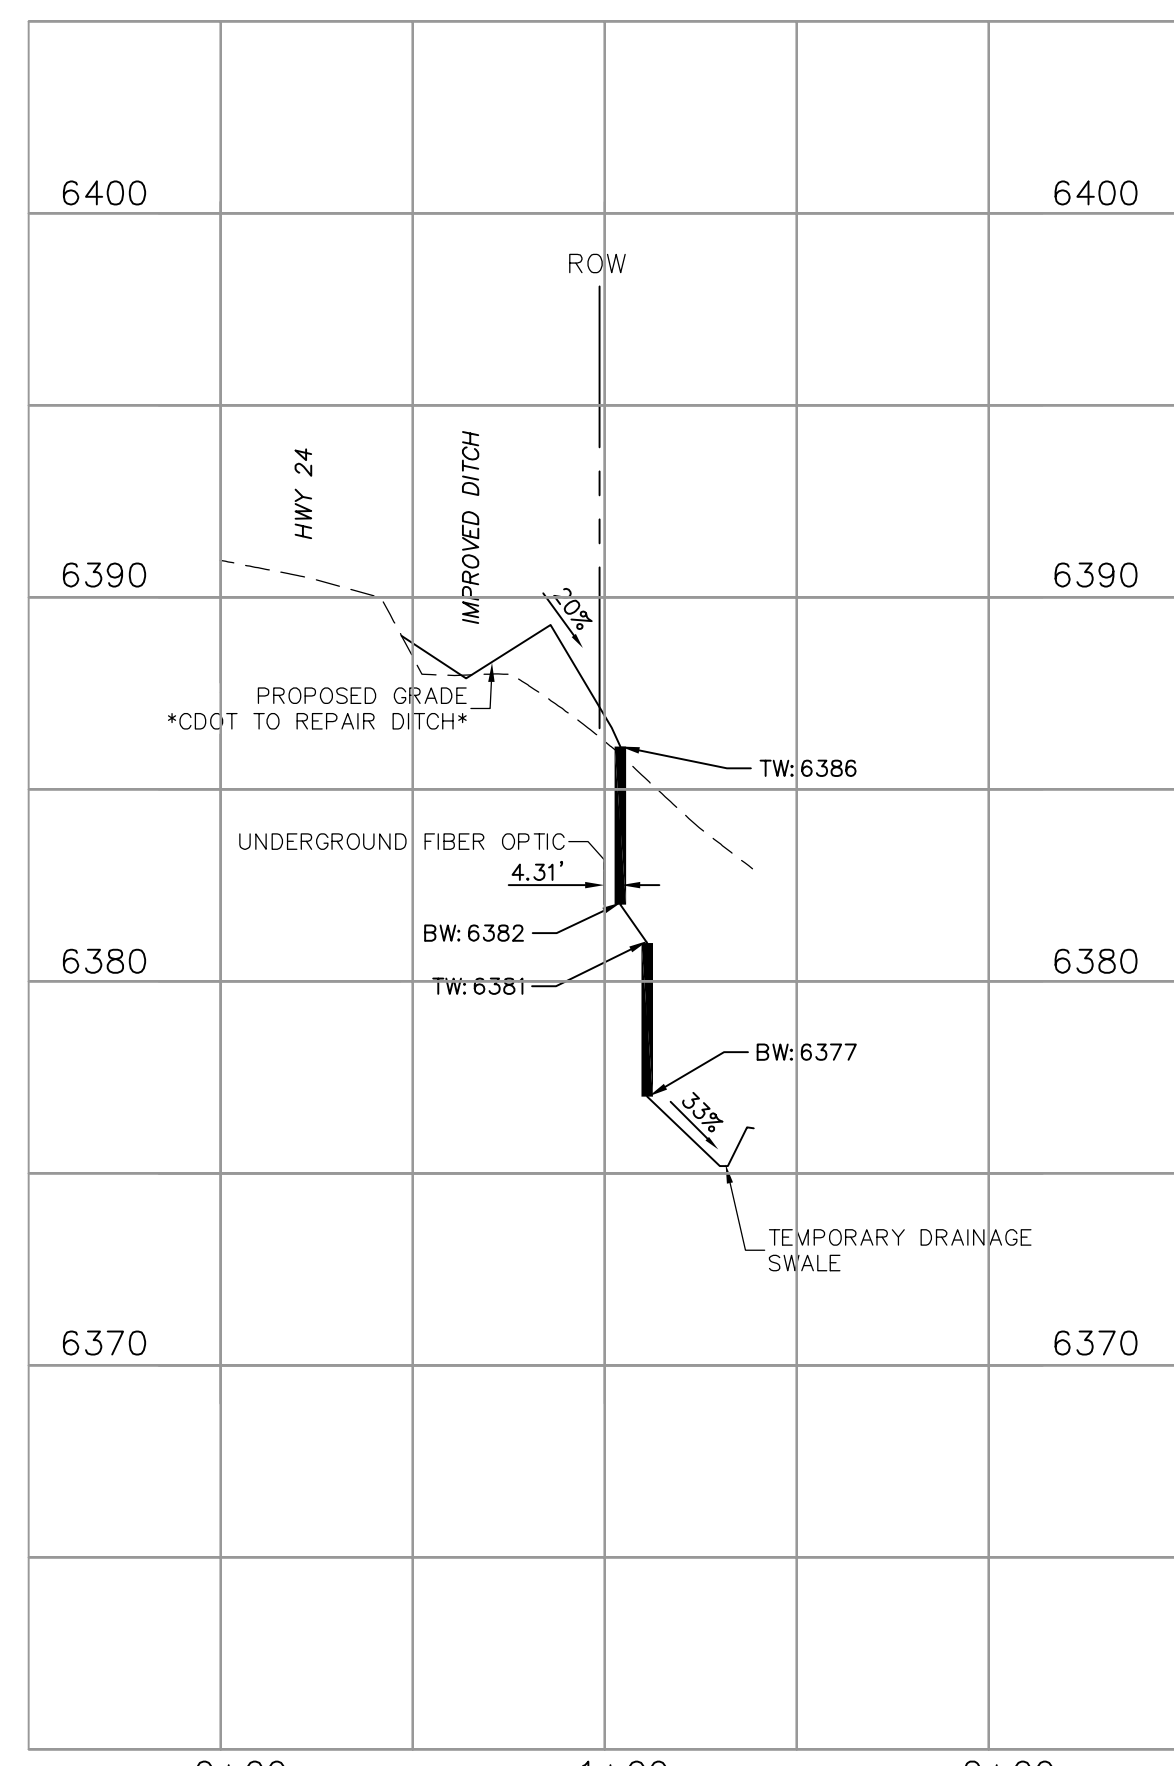 6400
6400
ROW
HWY 24
IMPROVED DITCH
6390
6390
20%
PROPOSED GRADE
*CDOT TO REPAIR DITCH*
TW: 6386
UNDERGROUND FIBER OPTIC
4.31'
BW: 6382
6380
6380
TW: 6381
BW: 6377
33%
TEMPORARY DRAINAGE
SWALE
6370
6370